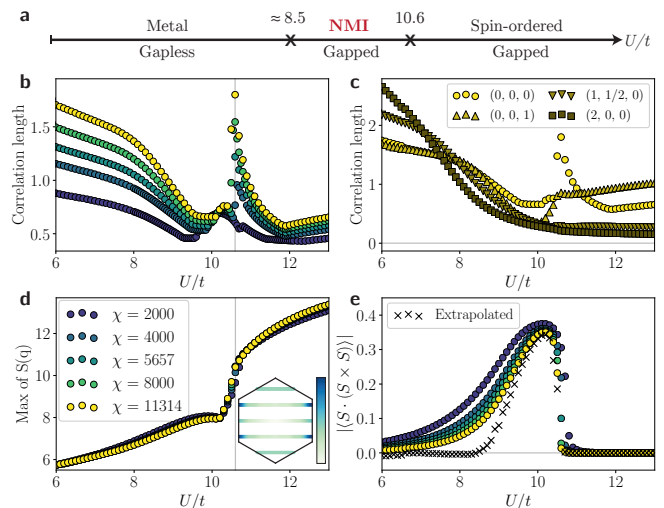 a
≈ 8.5
NMI
10.6
Metal
Spin-ordered
Gapless
Gapped
Gapped
U/t
b
Correlation length
1.5
1.0
0.5
6
8
10
12
U/t
c
Correlation length
2
1
0
(0, 0, 0)
(0, 0, 1)
(1, 1/2, 0)
(2, 0, 0)
6
8
10
12
U/t
d
Max of S(q)
12
10
8
6
χ = 2000
χ = 4000
χ = 5657
χ = 8000
χ = 11314
6
8
10
12
U/t
e
|⟨S · (S × S)⟩|
0.4
0.3
0.2
0.1
0.0
Extrapolated
6
8
10
12
U/t